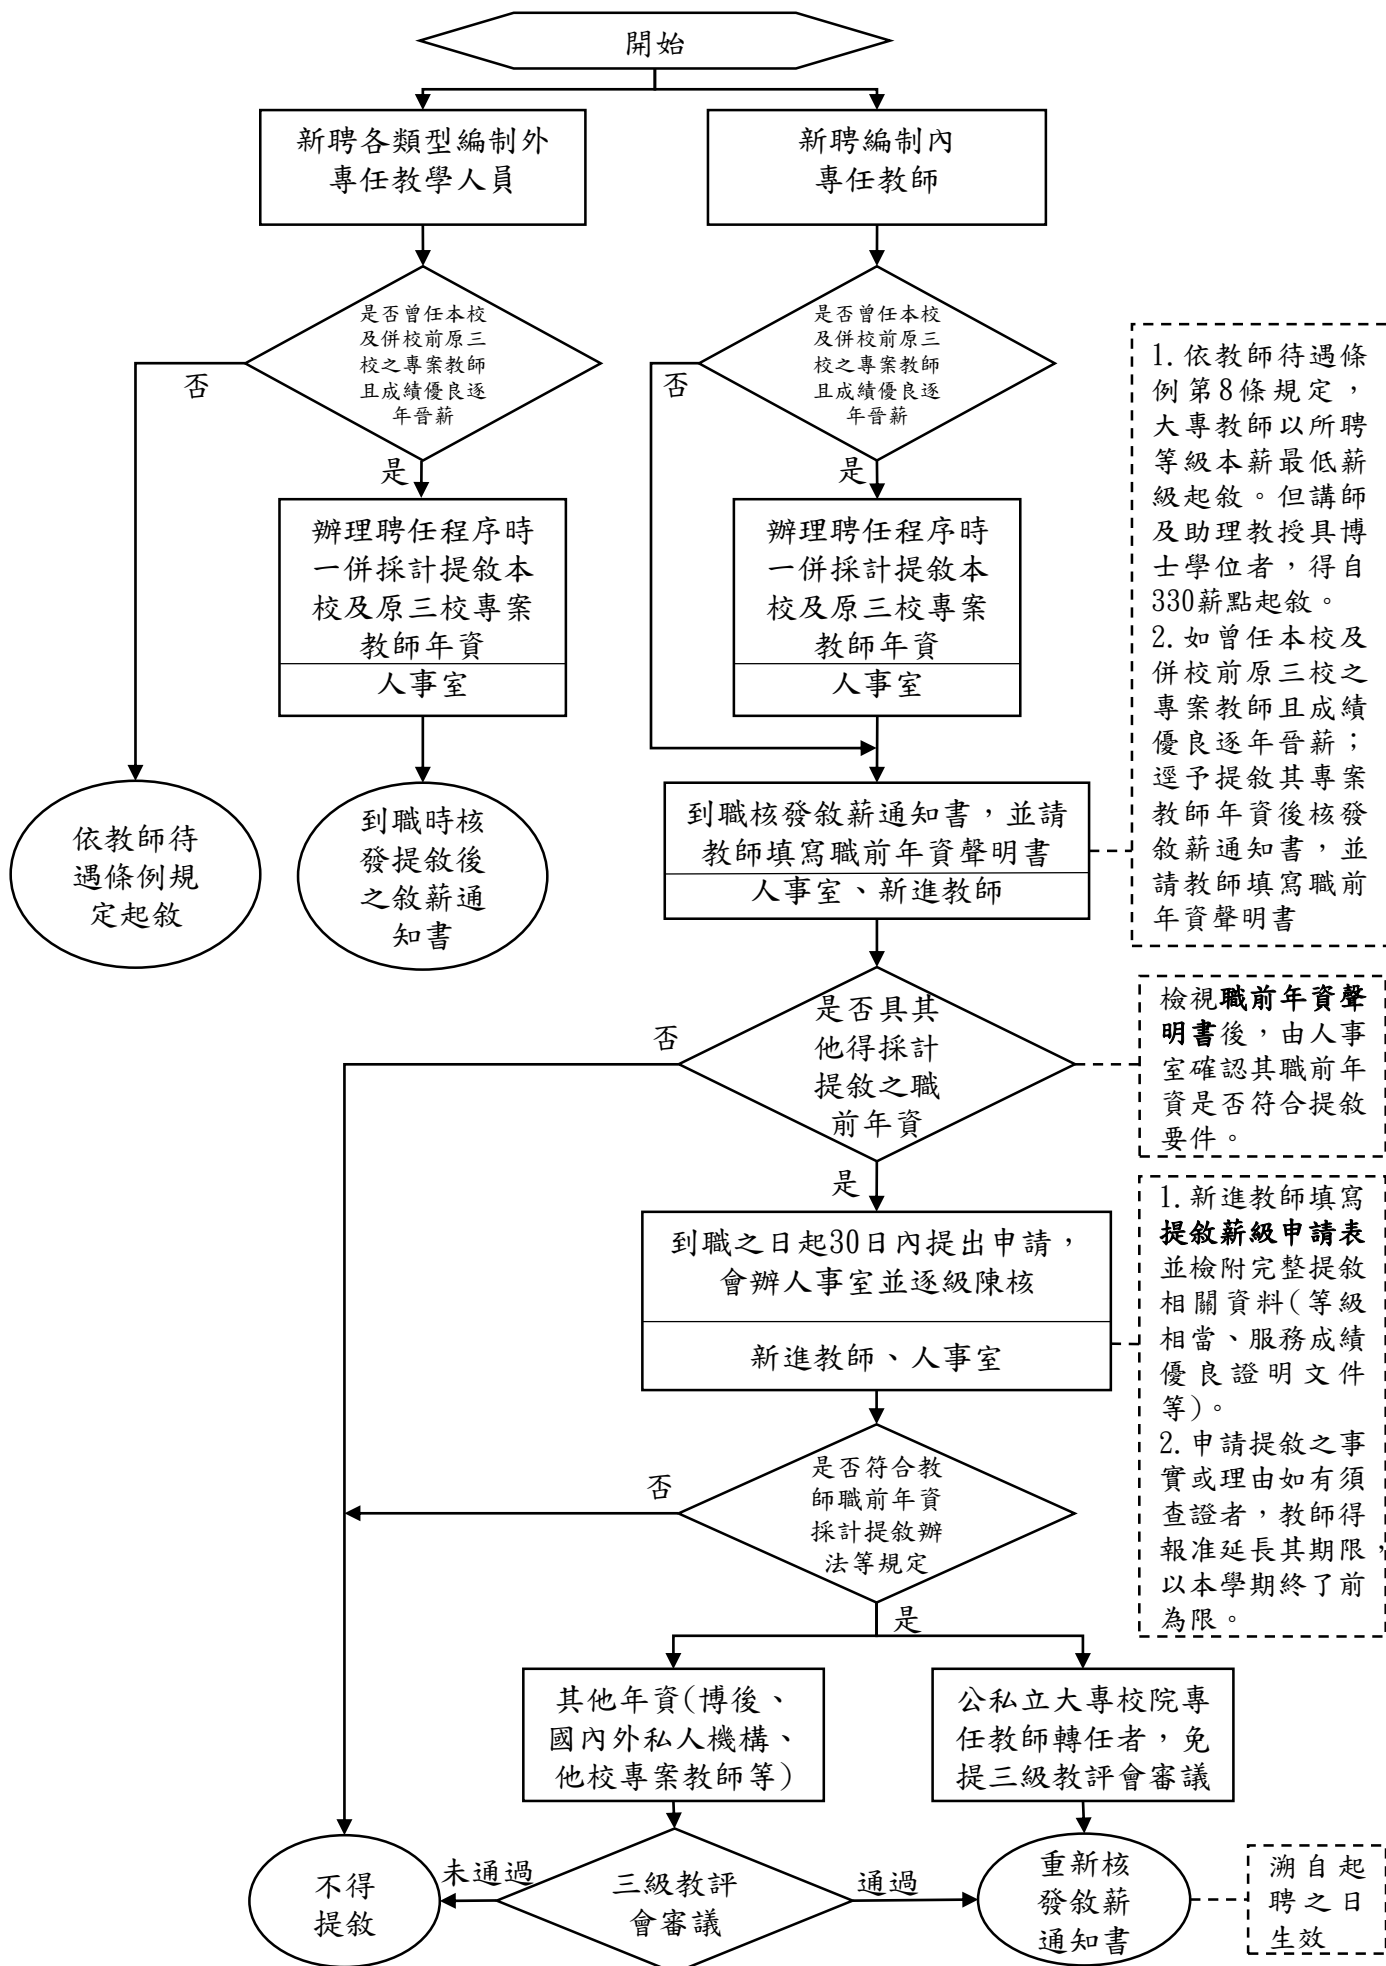 開始
新聘各類型編制外
專任教學人員
新聘編制內
專任教師
是否曾任本校
及併校前原三
校之專案教師
且成績優良逐
年晉薪
否
是
是否曾任本校
及併校前原三
校之專案教師
且成績優良逐
年晉薪
否
是
辦理聘任程序時
一併採計提敘本
校及原三校專案
教師年資
人事室
辦理聘任程序時
一併採計提敘本
校及原三校專案
教師年資
人事室
1.依教師待遇條
例第8條規定，
大專教師以所聘
等級本薪最低薪
級起敘。但講師
及助理教授具博
士學位者，得自
330薪點起敘。
2.如曾任本校及
併校前原三校之
專案教師且成績
優良逐年晉薪；
逕予提敘其專案
教師年資後核發
敘薪通知書，並
請教師填寫職前
年資聲明書
依教師待
遇條例規
定起敘
到職時核
發提敘後
之敘薪通
知書
到職核發敘薪通知書，並請
教師填寫職前年資聲明書
人事室、新進教師
是否具其
他得採計
提敘之職
前年資
否
是
檢視職前年資聲
明書後，由人事
室確認其職前年
資是否符合提敘
要件。
到職之日起30日內提出申請，
會辦人事室並逐級陳核
新進教師、人事室
1.新進教師填寫
提敘薪級申請表
並檢附完整提敘
相關資料(等級
相當、服務成績
優良證明文件
等)。
2.申請提敘之事
實或理由如有須
查證者，教師得
報准延長其期限，
以本學期終了前
為限。
是否符合教
師職前年資
採計提敘辦
法等規定
否
是
其他年資(博後、
國內外私人機構、
他校專案教師等)
公私立大專校院專
任教師轉任者，免
提三級教評會審議
不得
提敘
未通過
三級教評
會審議
通過
重新核
發敘薪
通知書
溯自起
聘之日
生效